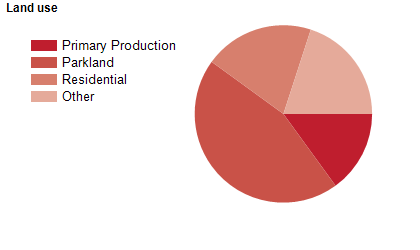 Land use
Primary Production
Parkland
Residential
Other